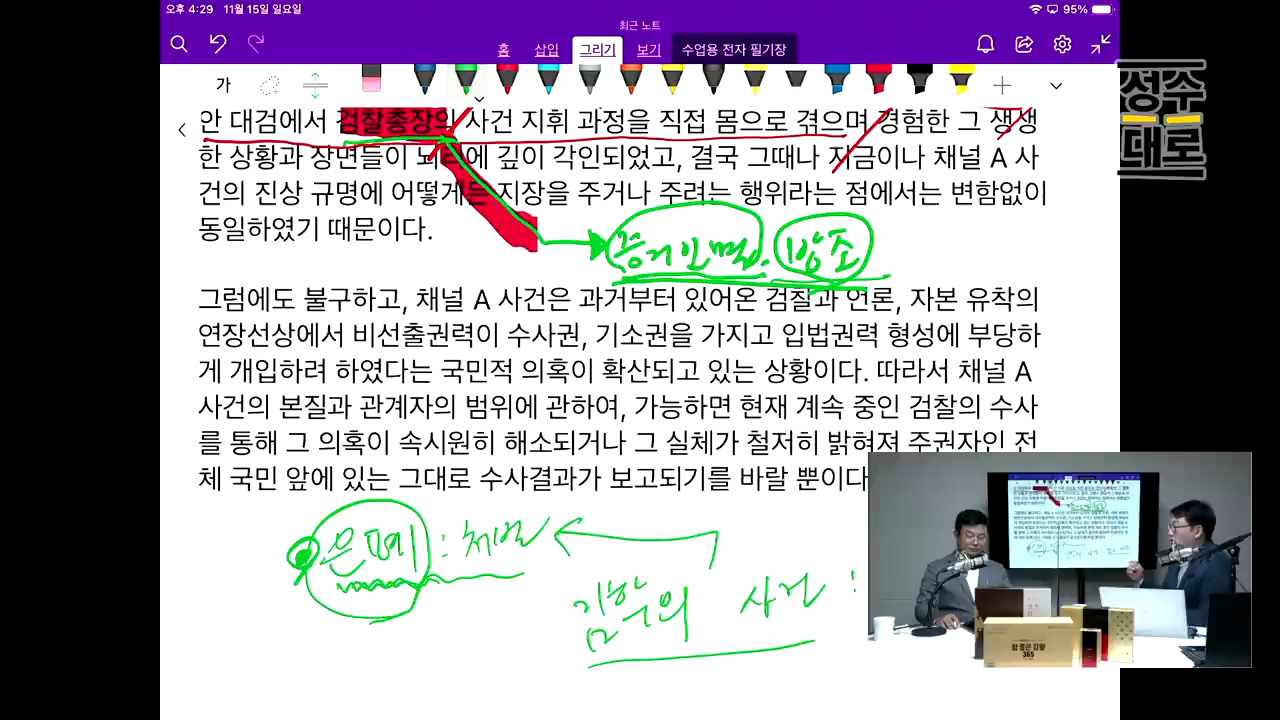 오후 4:29 11월 15일 일요일
95%
최근 노트
홈 삽입 그리기 보기 수업용 전자 필기장
가
성수
대로
안 대검에서 검찰총장의 사건 지휘 과정을 직접 몸으로 겪으며 경험한 그 생생
한 상황과 장면들이 뇌리에 깊이 각인되었고, 결국 그때나 지금이나 채널 A 사
건의 진상 규명에 어떻게든 지장을 주거나 주려는 행위라는 점에서는 변함없이
동일하였기 때문이다.
증거인멸. 방조
그럼에도 불구하고, 채널 A 사건은 과거부터 있어온 검찰과 언론, 자본 유착의
연장선상에서 비선출권력이 수사권, 기소권을 가지고 입법권력 형성에 부당하
게 개입하려 하였다는 국민적 의혹이 확산되고 있는 상황이다. 따라서 채널 A
사건의 본질과 관계자의 범위에 관하여, 가능하면 현재 계속 중인 검찰의 수사
를 통해 그 의혹이 속시원히 해소되거나 그 실체가 철저히 밝혀져 주권자인 전
체 국민 앞에 있는 그대로 수사결과가 보고되기를 바랄 뿐이다
은폐 : 처벌
김학의 사건 :
참 좋은 강황
365